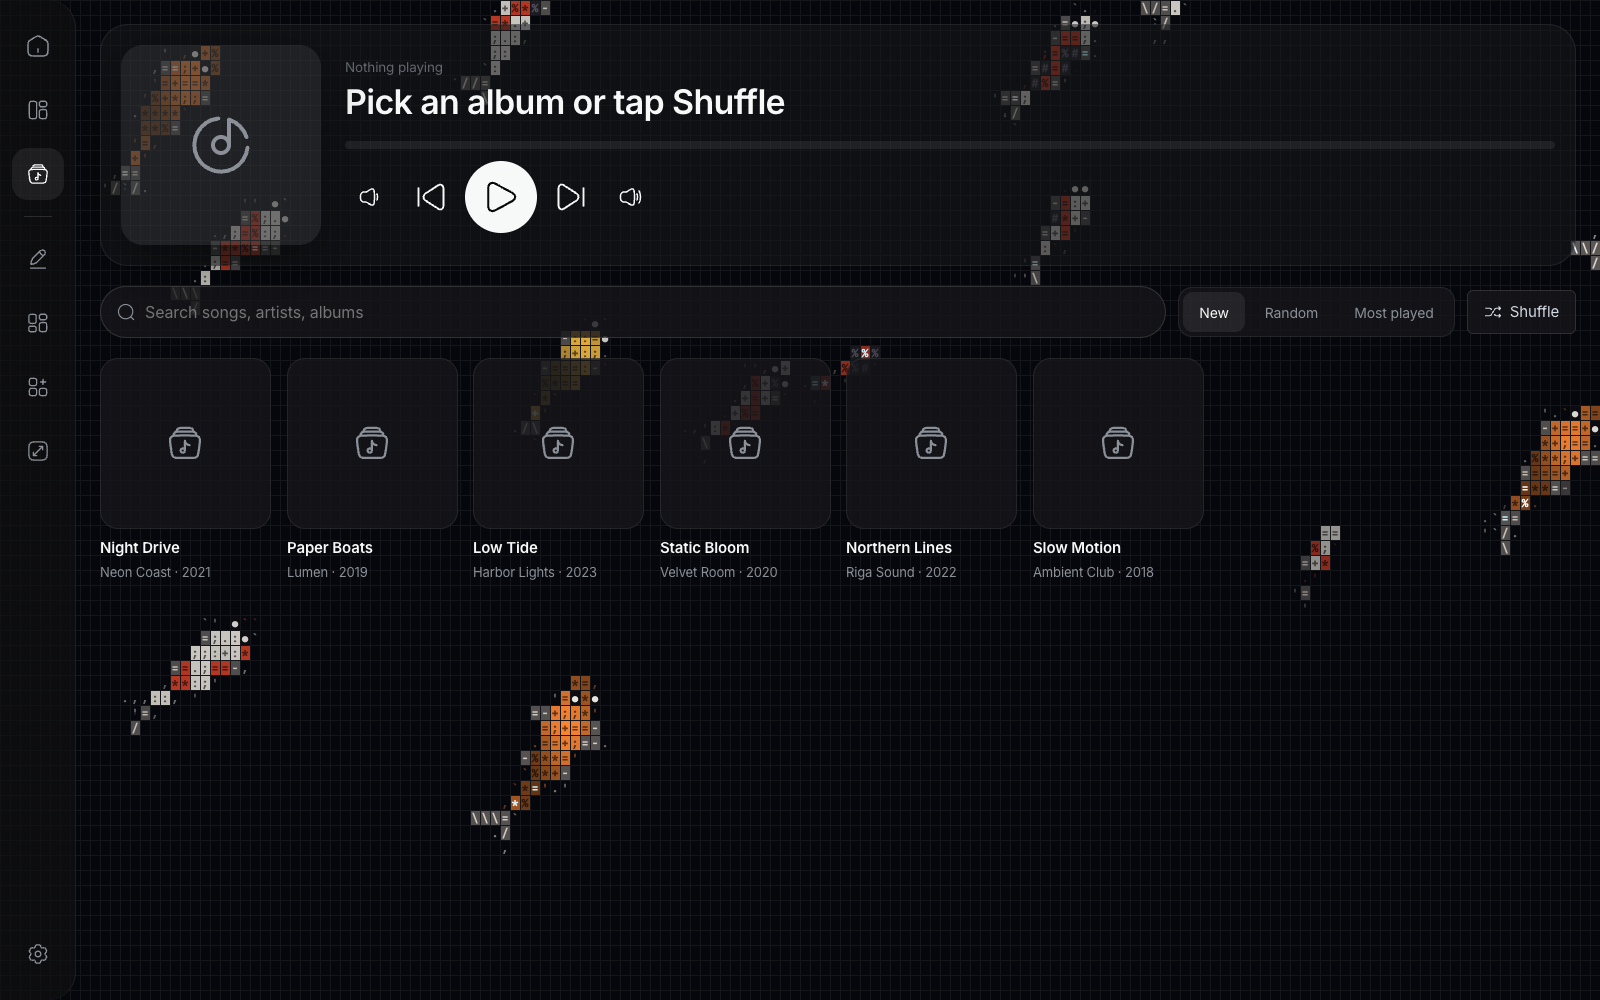 Nothing playing
Pick an album or tap Shuffle
Search songs, artists, albums
New
Random
Most played
Shuffle
Night Drive
Neon Coast · 2021
Paper Boats
Lumen · 2019
Low Tide
Harbor Lights · 2023
Static Bloom
Velvet Room · 2020
Northern Lines
Riga Sound · 2022
Slow Motion
Ambient Club · 2018